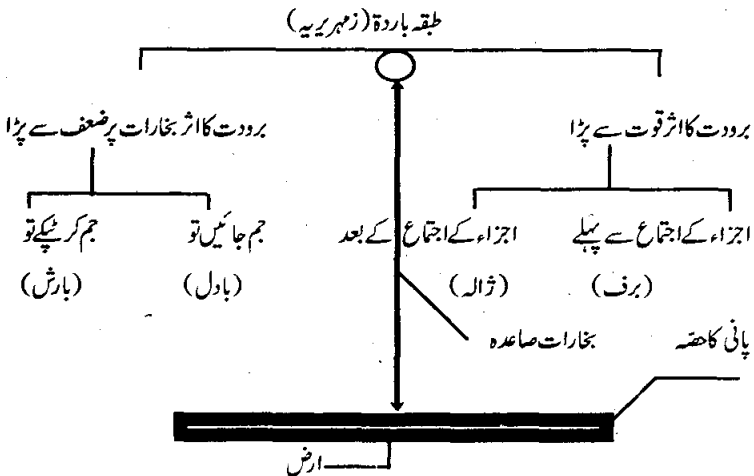 طبقہ باردۃ (زمہریریہ)
برودت کا اثر قوت سے پڑا
برودت کا اثر بخارات پر ضعف سے پڑا
اجزاء کے اجتماع سے پہلے
(برف)
اجزاء کے اجتماع کے بعد
(ژالہ)
جم جائیں تو
(بادل)
جم کر ٹپکے تو
(بارش)
پانی کا حصہ
بخارات صاعدہ
ارض